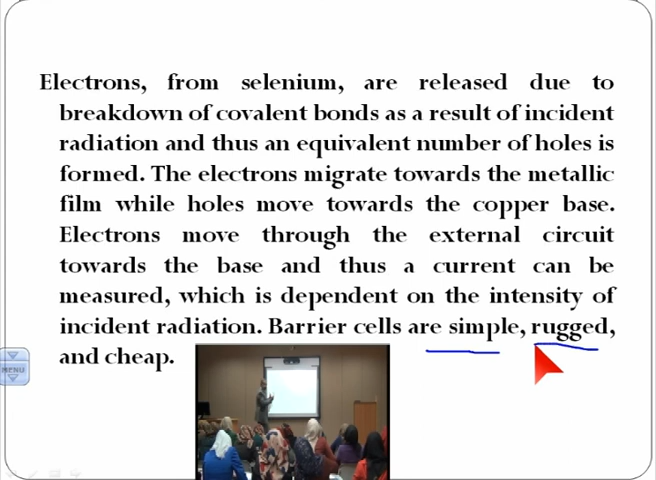 Electrons, from selenium, are released due to
breakdown of covalent bonds as a result of incident
radiation and thus an equivalent number of holes is
formed. The electrons migrate towards the metallic
film while holes move towards the copper base.
Electrons move through the external circuit
towards the base and thus a current can be
measured, which is dependent on the intensity of
incident radiation. Barrier cells are simple, rugged,
and cheap.
MENU